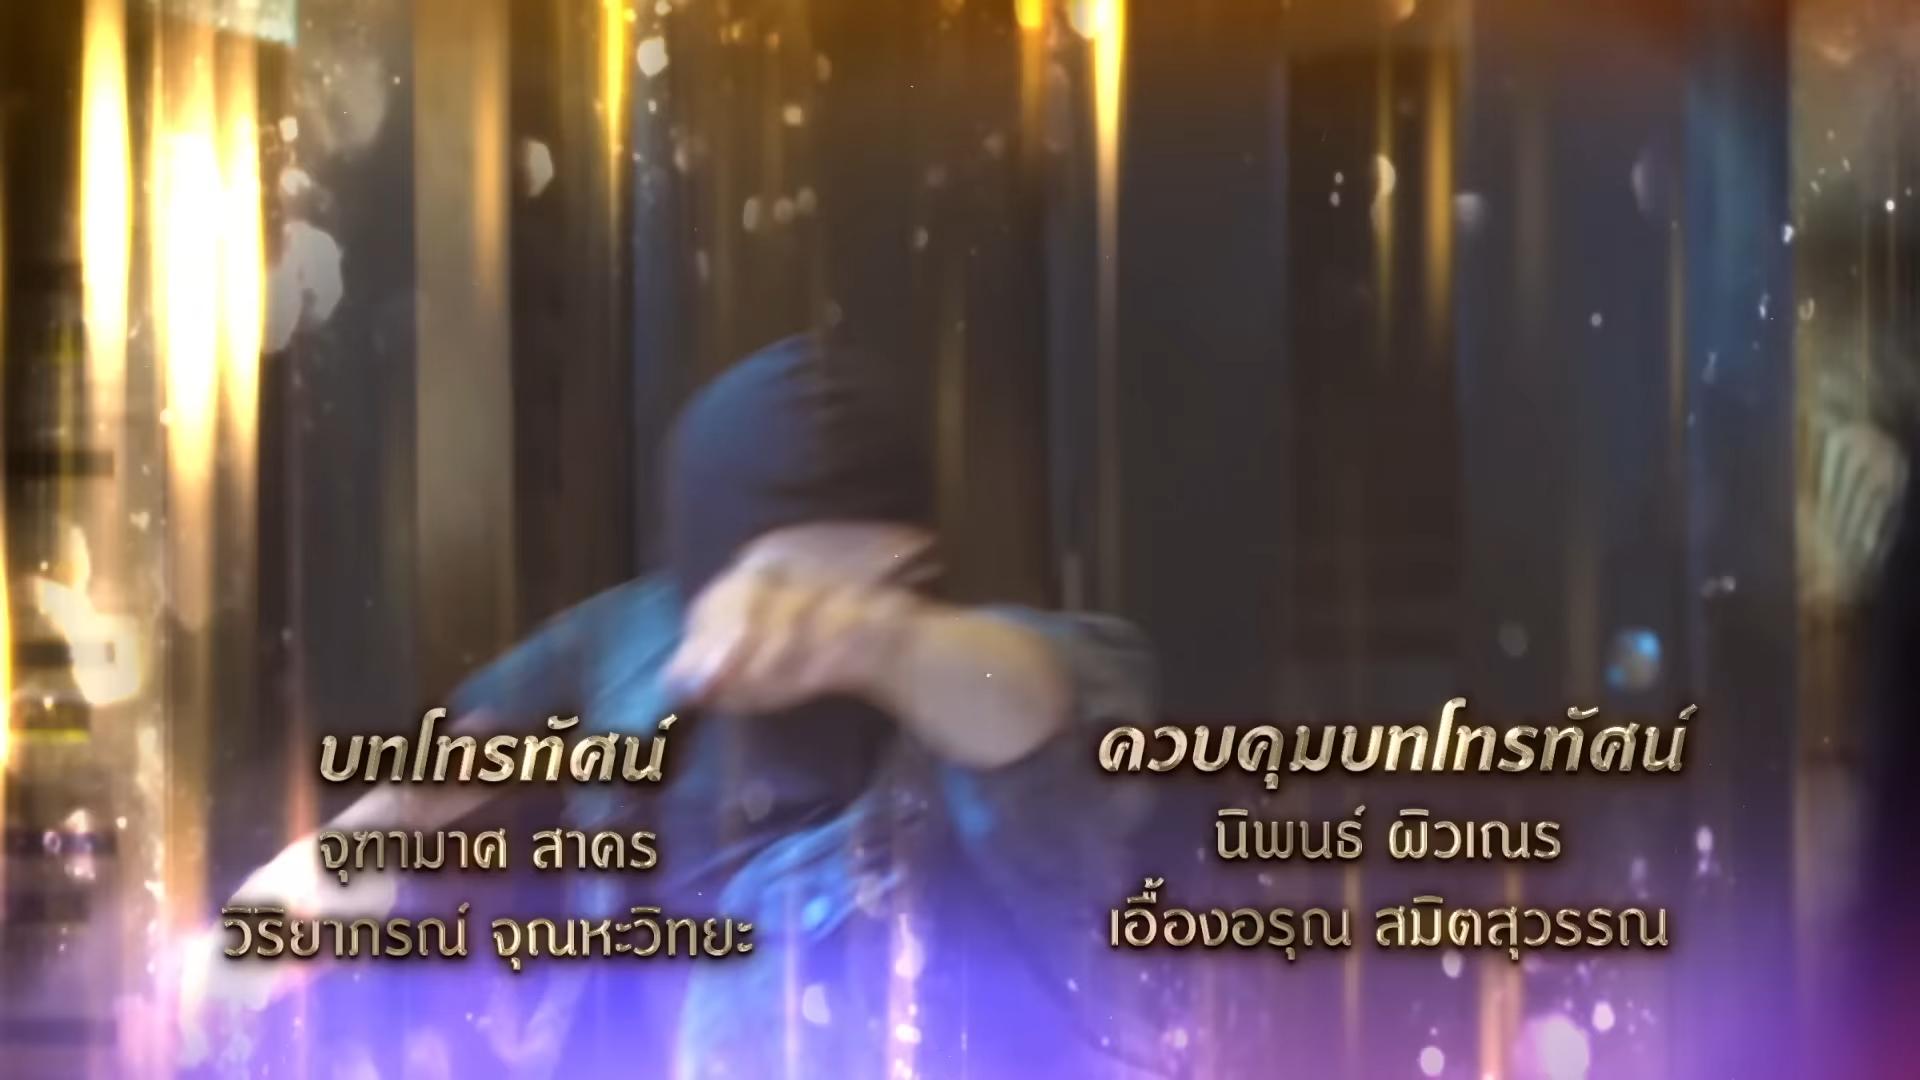 บทโทรทัศน์
จุฑามาศ สาคร
วิริยาภรณ์ จุณหะวิทยะ
ควบคุมบทโทรทัศน์
นิพนธ์ ผิวเณร
เอื้องอรุณ สมิตสุวรรณ